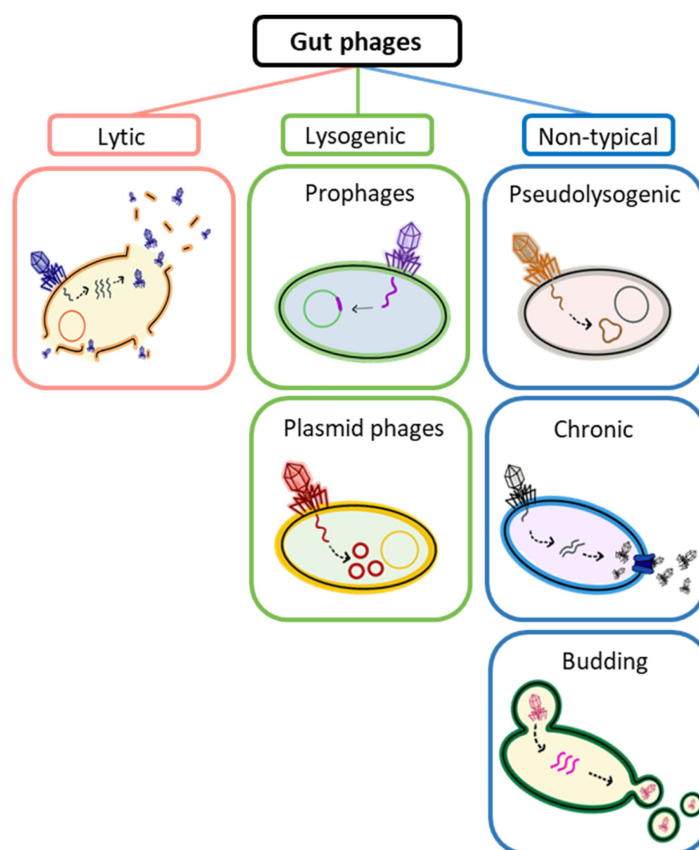 Gut phages
Lytic
Lysogenic
Non-typical
Prophages
Pseudolysogenic
Plasmid phages
Chronic
Budding